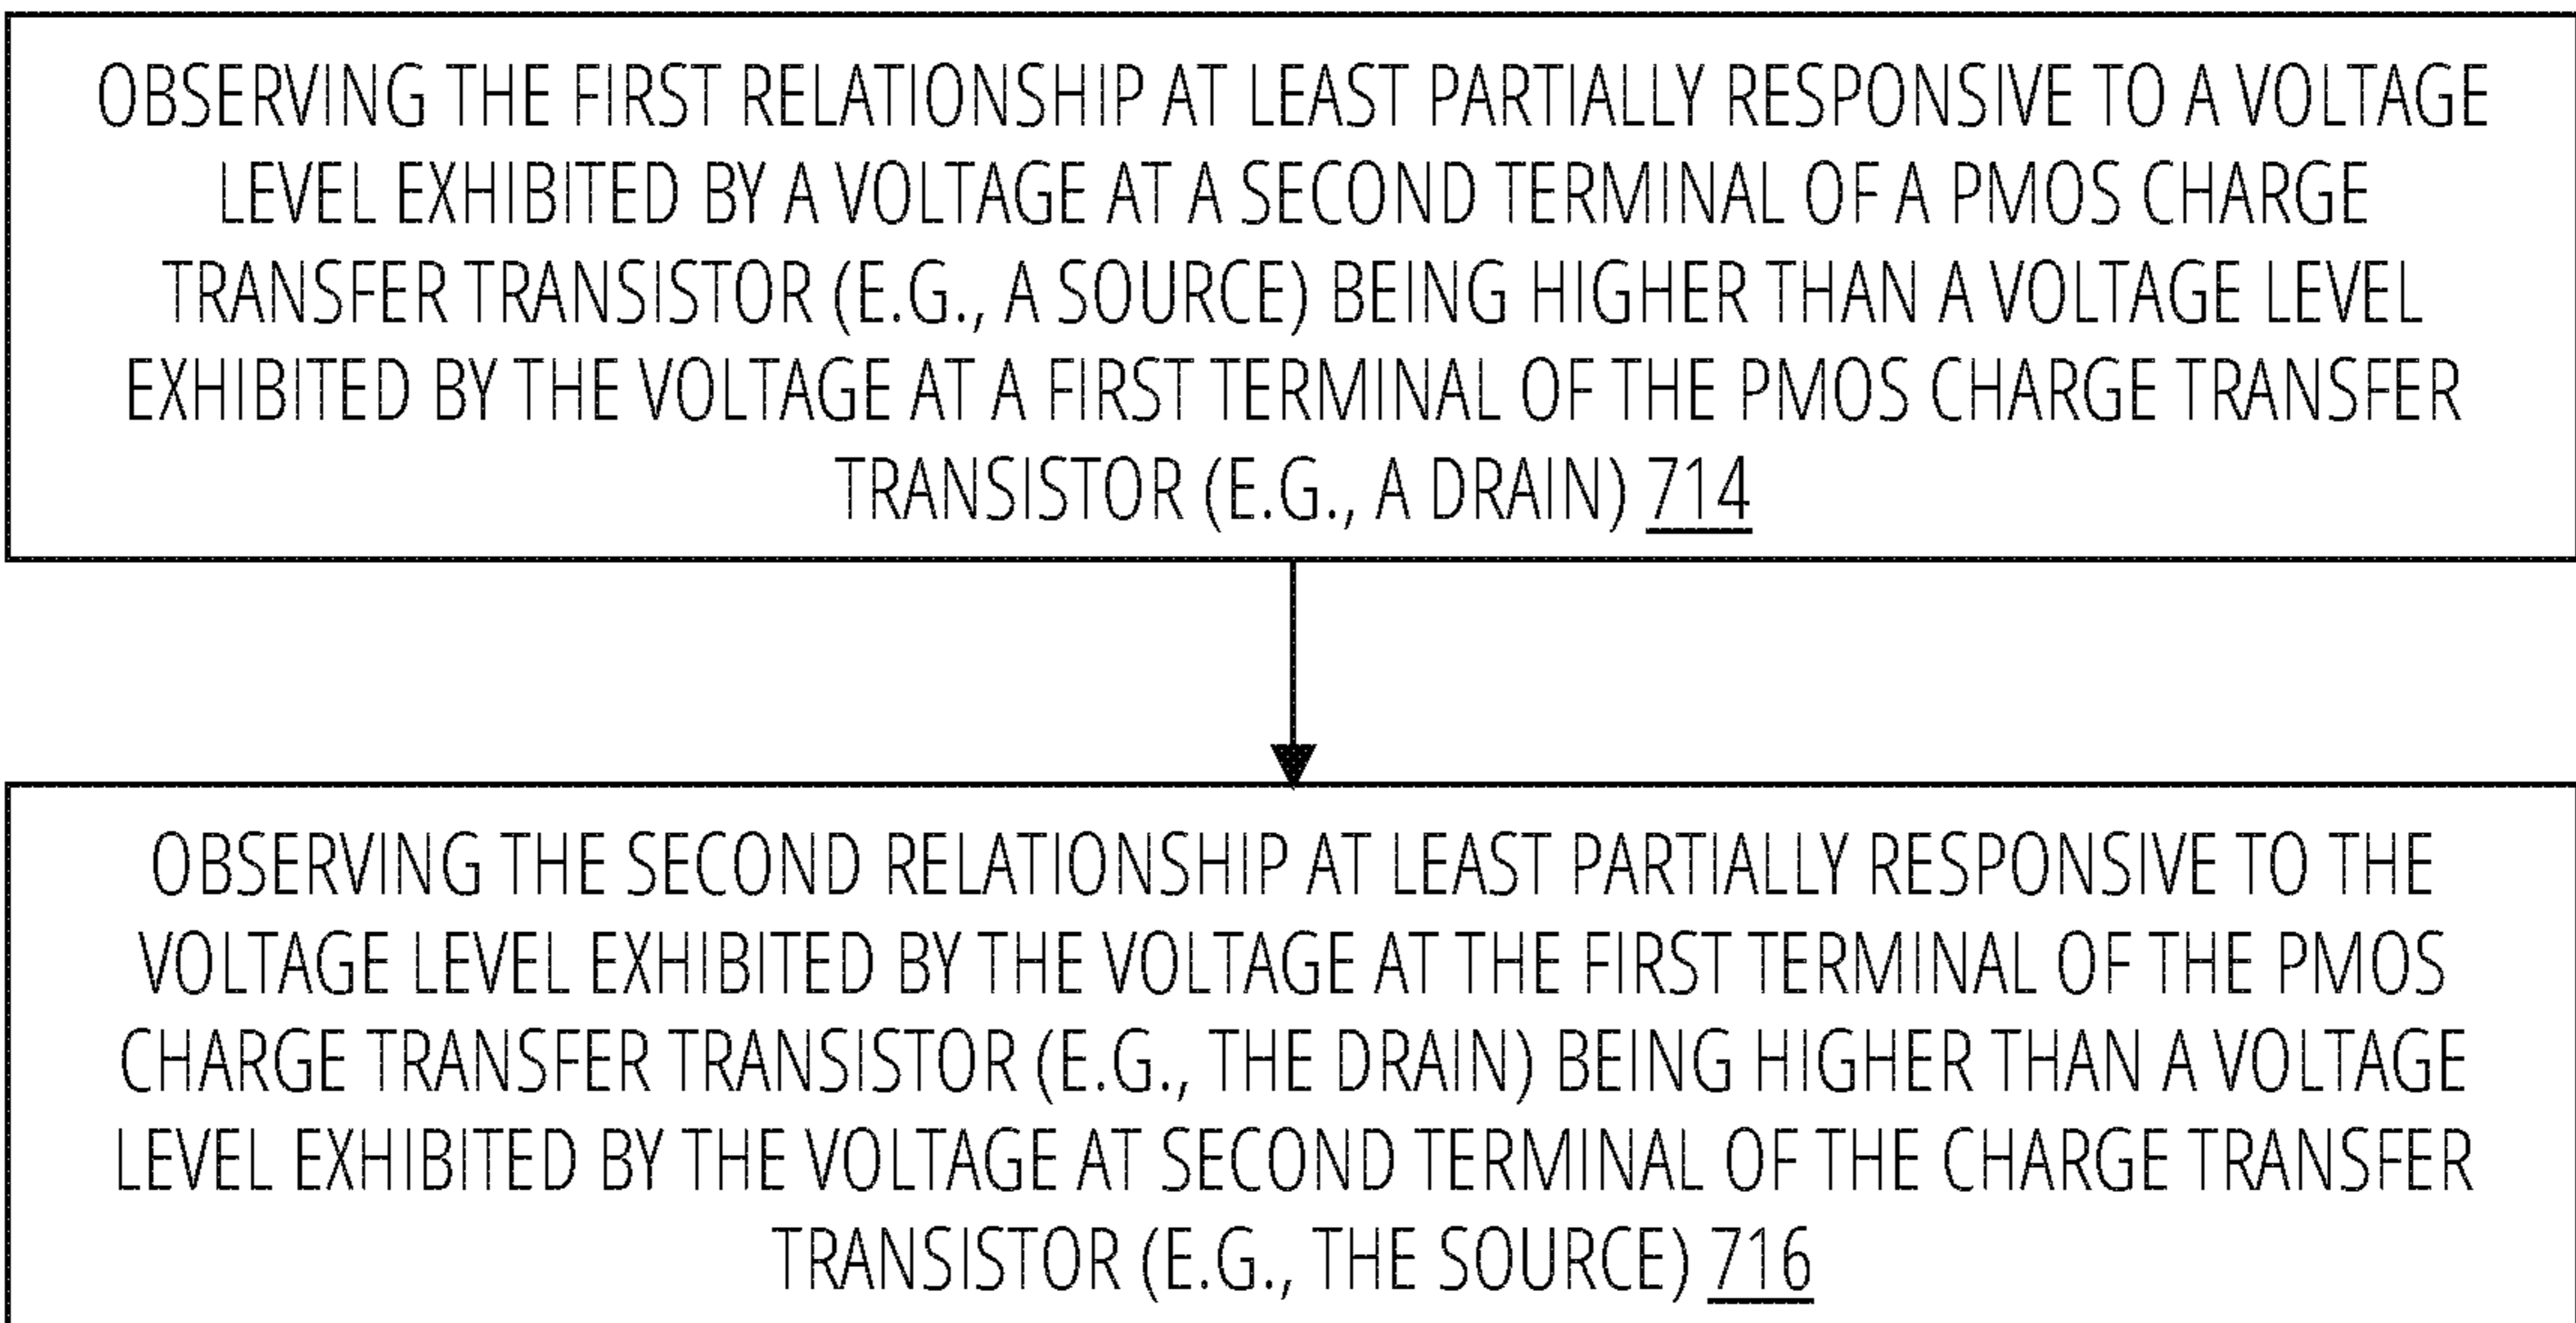 OBSERVING THE FIRST RELATIONSHIP AT LEAST PARTIALLY RESPONSIVE TO A VOLTAGE
LEVEL EXHIBITED BY A VOLTAGE AT A SECOND TERMINAL OF A PMOS CHARGE
TRANSFER TRANSISTOR (E.G., A SOURCE) BEING HIGHER THAN A VOLTAGE LEVEL
EXHIBITED BY THE VOLTAGE AT A FIRST TERMINAL OF THE PMOS CHARGE TRANSFER
TRANSISTOR (E.G., A DRAIN) 714
OBSERVING THE SECOND RELATIONSHIP AT LEAST PARTIALLY RESPONSIVE TO THE
VOLTAGE LEVEL EXHIBITED BY THE VOLTAGE AT THE FIRST TERMINAL OF THE PMOS
CHARGE TRANSFER TRANSISTOR (E.G., THE DRAIN) BEING HIGHER THAN A VOLTAGE
LEVEL EXHIBITED BY THE VOLTAGE AT SECOND TERMINAL OF THE CHARGE TRANSFER
TRANSISTOR (E.G., THE SOURCE) 716